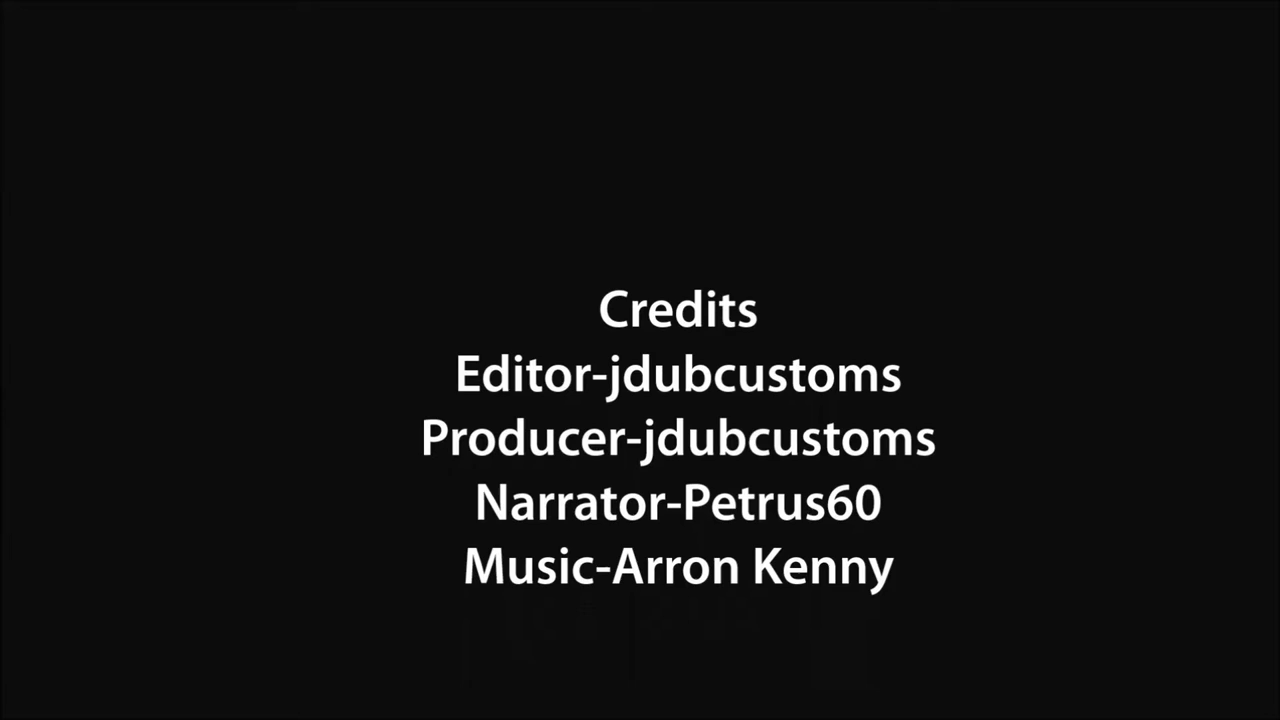 Credits
Editor-jdubcustoms
Producer-jdubcustoms
Narrator-Petrus60
Music-Arron Kenny